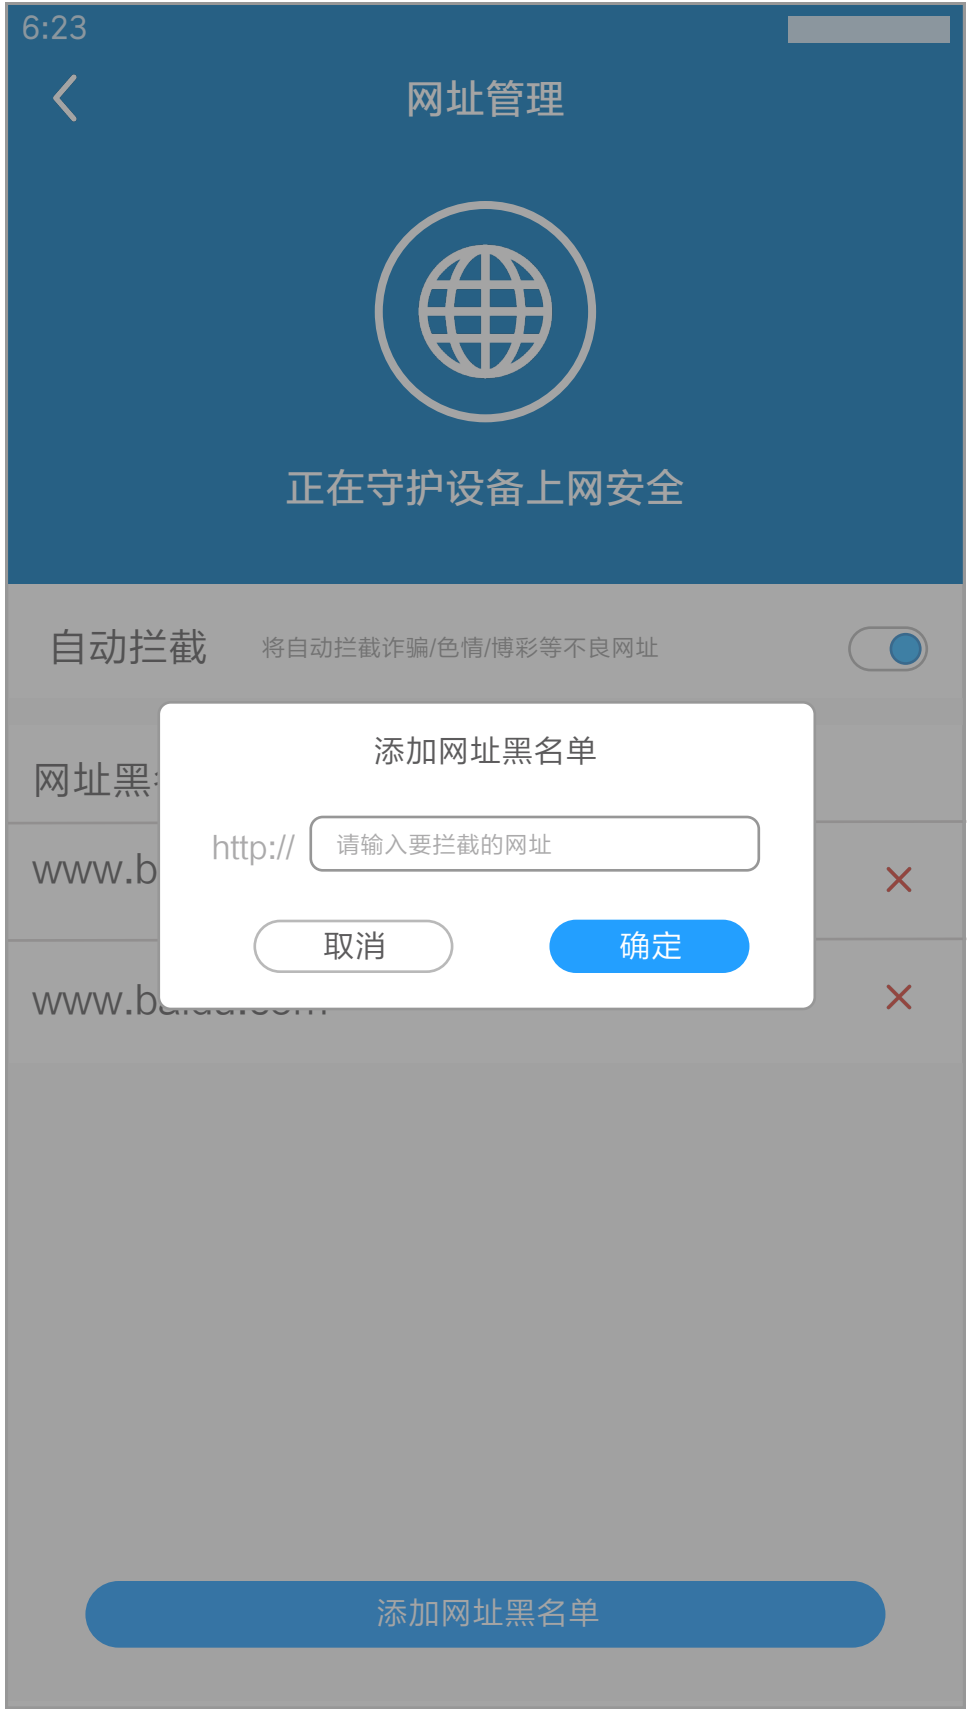 6:23
网址管理
正在守护设备上网安全
自动拦截 将自动拦截诈骗/色情/博彩等不良网址
网址黑
www.b
www.baidu.com
添加网址黑名单
http:// 请输入要拦截的网址
取消 确定
添加网址黑名单